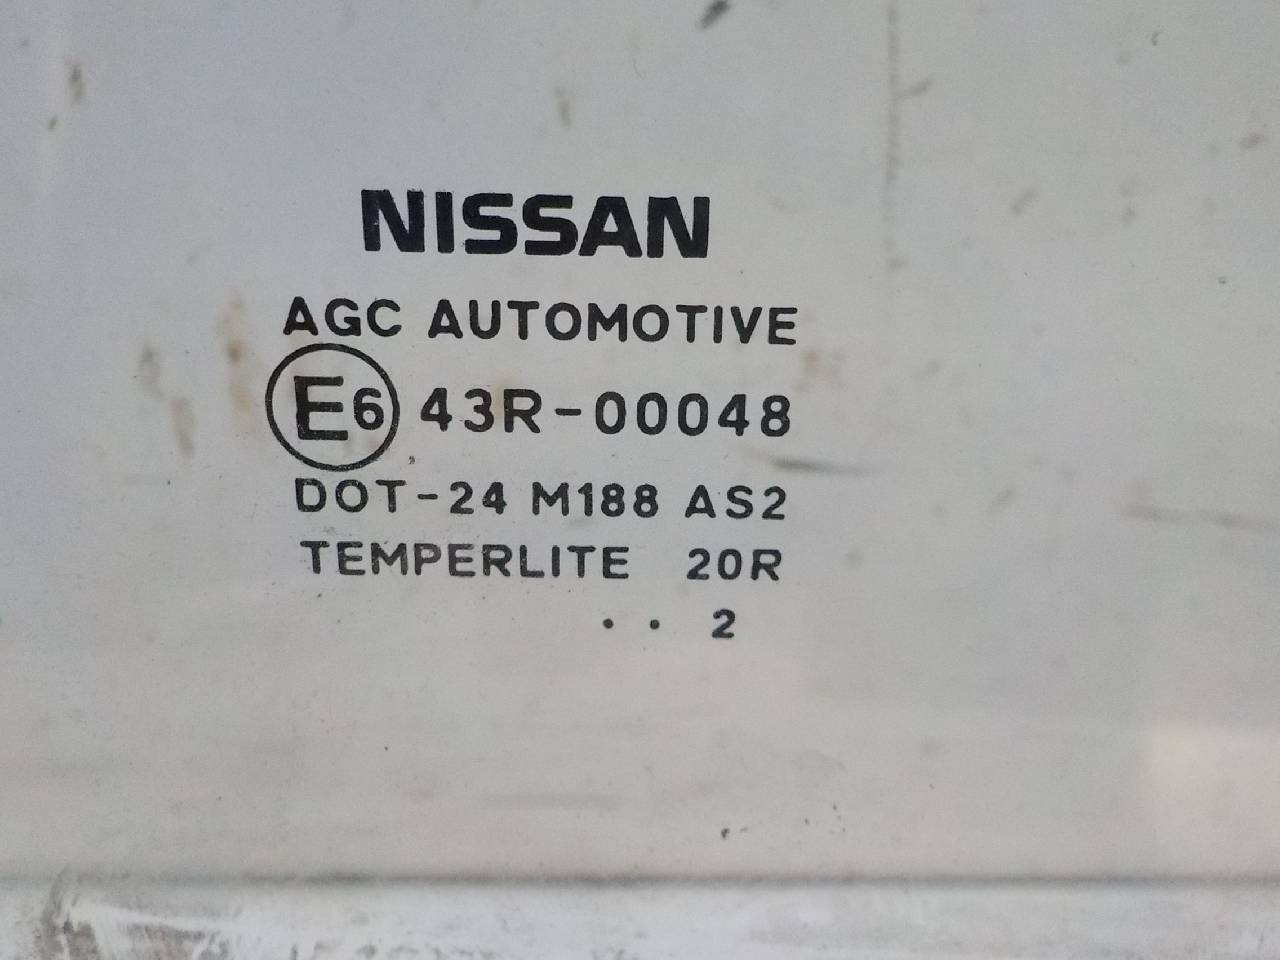 NISSAN
AGC AUTOMOTIVE
E6 43R-00048
DOT-24 M188 AS2
TEMPERLITE 20R
. . 2